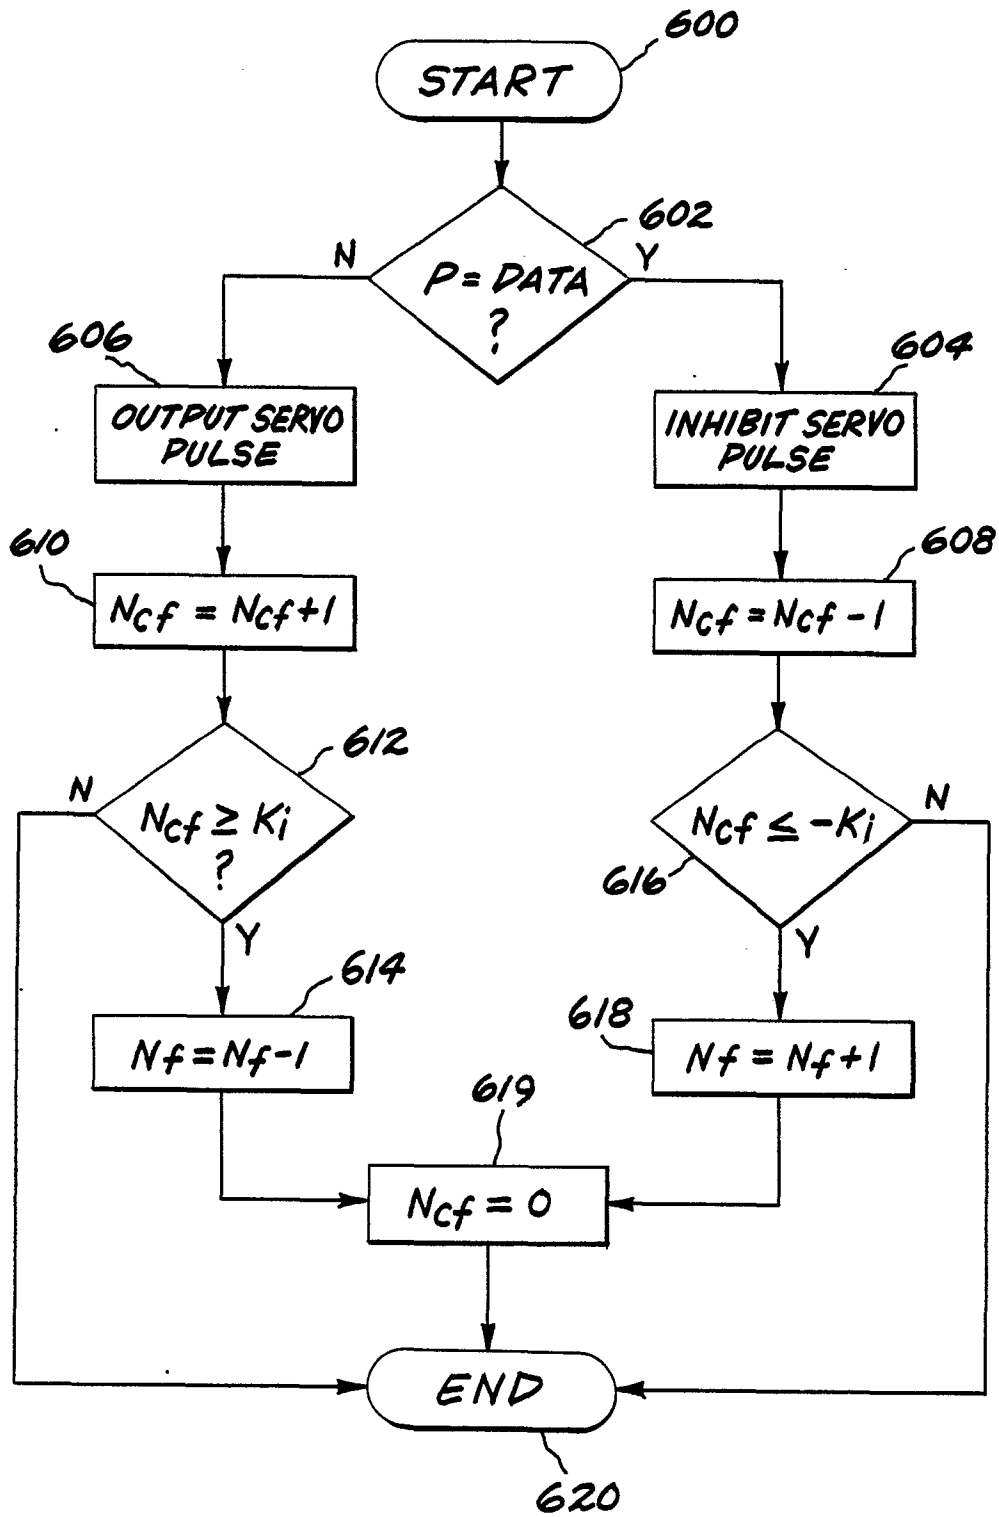 600
START
602
N
Y
P = DATA
?
606
604
OUTPUT SERVO
PULSE
INHIBIT SERVO
PULSE
610
608
Ncf = Ncf+1
Ncf = Ncf - 1
612
N
N
Ncf ≥ Ki
?
Ncf ≤ -Ki
616
Y
Y
614
618
Nf = Nf-1
Nf = Nf+1
619
Ncf = 0
END
620